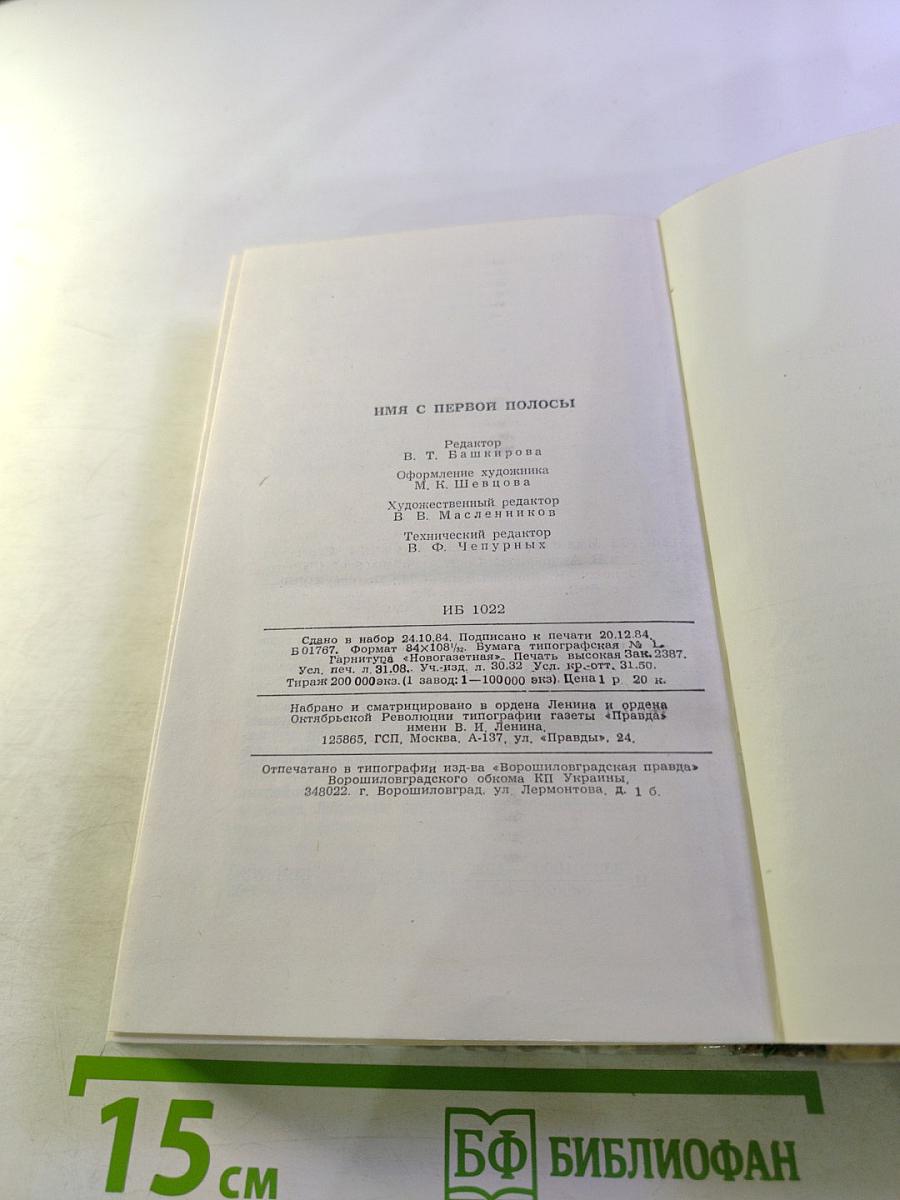 ИМЯ С ПЕРВОЙ ПОЛОСЫ
Редактор
В. Т. Башкирова
Оформление художника
М. К. Шевцова
Художественный редактор
В В. Масленников
Технический редактор
В. Ф. Чепурных
ИБ 1022
Сдано в набор 24.10.84. Подписано к печати 20.12.84.
Б 01767. Формат 84×108¹/₃₂. Бумага типографская № 1.
Гарнитура «Новогазетная». Печать высокая Зак. 2387.
Усл. печ. л. 31.08. Уч.-изд. л. 30.32 Усл. кр.-отт. 31.50.
Тираж 200 000 экз. (1 завод: 1—100 000 экз). Цена 1 р 20 к.
Набрано и сматрицировано в ордена Ленина и ордена
Октябрьской Революции типографии газеты «Правда»
имени В. И. Ленина,
125865, ГСП, Москва, А-137, ул. «Правды», 24.
Отпечатано в типографии изд-ва «Ворошиловградская правда»
Ворошиловградского обкома КП Украины,
348022. г. Ворошиловград. ул. Лермонтова, д. 1 б.
15 см
БФ БИБЛИОФАН